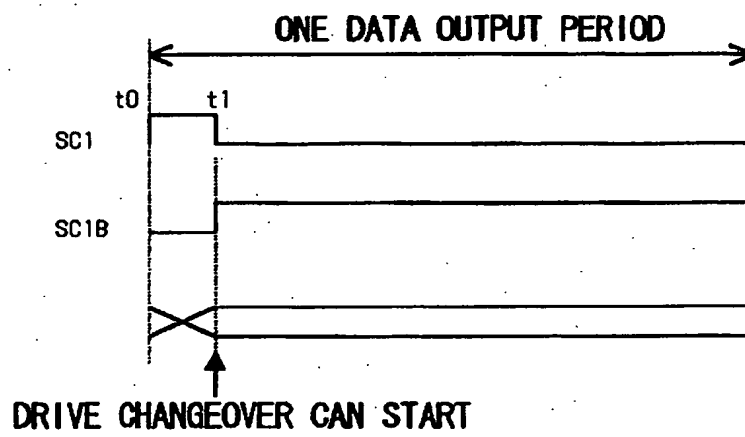 ONE DATA OUTPUT PERIOD
t0 t1
SC1
SC1B
DRIVE CHANGEOVER CAN START